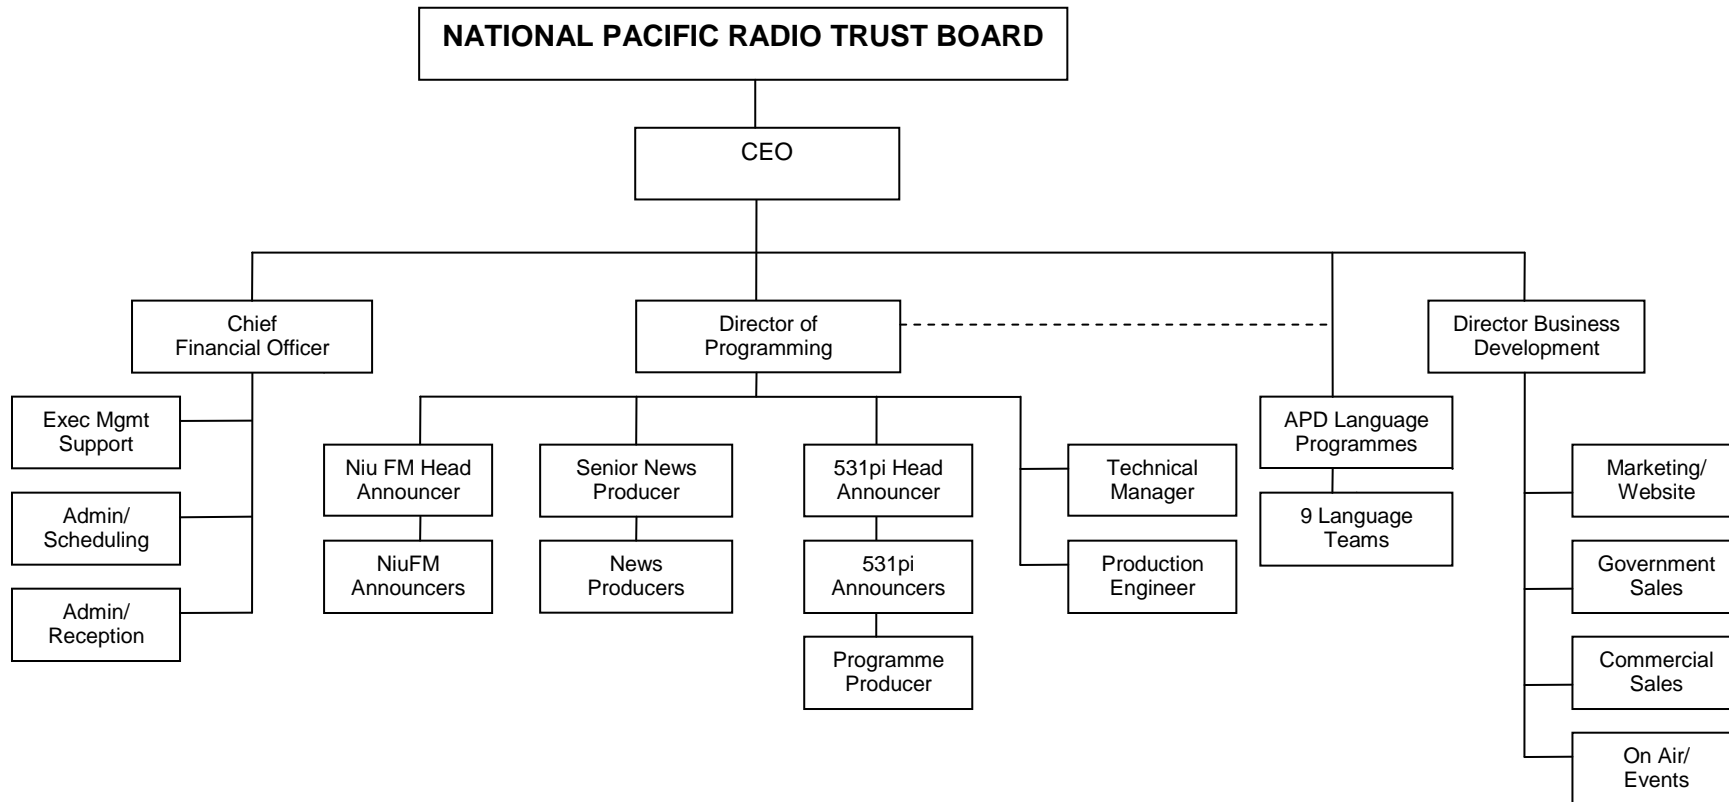 NATIONAL PACIFIC RADIO TRUST BOARD
CEO
Chief
Financial Officer
Director of
Programming
Director Business
Development
Exec Mgmt
Support
Admin/
Scheduling
Admin/
Reception
Niu FM Head
Announcer
NiuFM
Announcers
Senior News
Producer
News
Producers
531pi Head
Announcer
531pi
Announcers
Programme
Producer
Technical
Manager
Production
Engineer
APD Language
Programmes
9 Language
Teams
Marketing/
Website
Government
Sales
Commercial
Sales
On Air/
Events